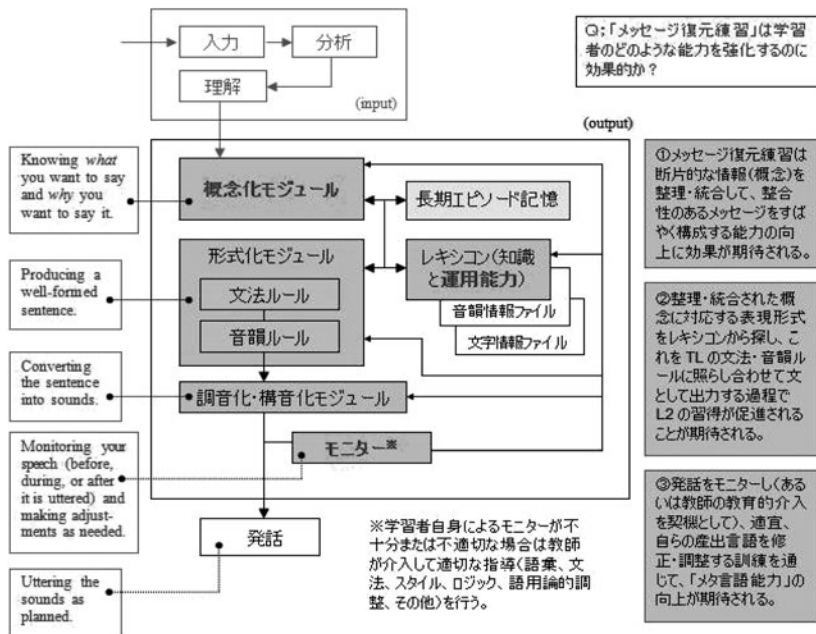 入力
分析
理解
(input)
Q:「メッセージ復元練習」は学習
者のどのような能力を強化するのに
効果的か?
(output)
Knowing what
you want to say
and why you
want to say it.
概念化モジュール
長期エピソード記憶
形式化モジュール
レキシコン(知識
と運用能力)
文法ルール
音韻情報ファイル
音韻ルール
文字情報ファイル
Producing a
well-formed
sentence.
Converting
the sentence
into sounds.
調音化・構音化モジュール
Monitoring your
speech (before,
during, or after
it is uttered) and
making adjust-
ments as needed.
モニター※
発話
Uttering the
sounds as
planned.
※学習者自身によるモニターが不
十分または不適切な場合は教師
が介入して適切な指導(語彙、文
法、スタイル、ロジック、語用論的調
整、その他)を行う。
①メッセージ復元練習は
断片的な情報(概念)を
整理・統合して、整合
性のあるメッセージをすば
やく構成する能力の向
上に効果が期待される。
②整理・統合された概
念に対応する表現形式
をレキシコンから探し、こ
れをTLの文法・音韻ル
ールに照らし合わせて文
として出力する過程で
L2の習得が促進される
ことが期待される。
③発話をモニターし(ある
いは教師の教育的介入
を契機として)、適宜、
自らの産出言語を修
正・調整する訓練を通
じて、「メタ言語能力」の
向上が期待される。